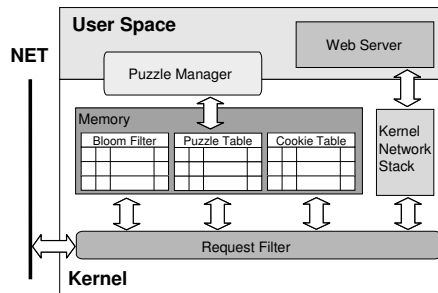 User Space
Web Server
NET
Puzzle Manager
Memory
Bloom Filter
Puzzle Table
Cookie Table
Kernel
Network
Stack
Request Filter
Kernel